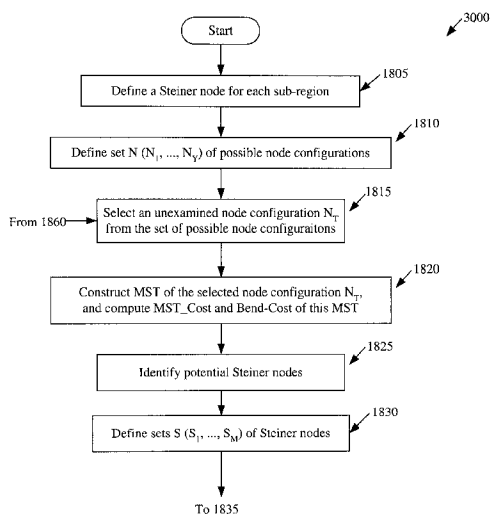 3000
Start
1805
Define a Steiner node for each sub-region
1810
Define set N (N1, ..., NY) of possible node configurations
1815
From 1860
Select an unexamined node configuration NT
from the set of possible node configuraitons
1820
Construct MST of the selected node configuration NT,
and compute MST_Cost and Bend-Cost of this MST
1825
Identify potential Steiner nodes
1830
Define sets S (S1, ..., SM) of Steiner nodes
To 1835